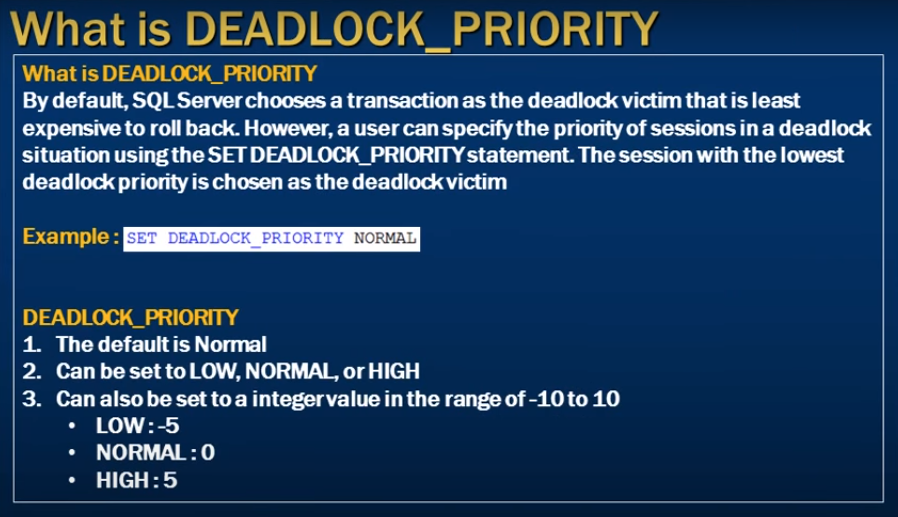 What is DEADLOCK_PRIORITY
What is DEADLOCK_PRIORITY
By default, SQL Server chooses a transaction as the deadlock victim that is least
expensive to roll back. However, a user can specify the priority of sessions in a deadlock
situation using the SET DEADLOCK_PRIORITY statement. The session with the lowest
deadlock priority is chosen as the deadlock victim
Example : SET DEADLOCK_PRIORITY NORMAL
DEADLOCK_PRIORITY
1. The default is Normal
2. Can be set to LOW, NORMAL, or HIGH
3. Can also be set to a integer value in the range of -10 to 10
• LOW : -5
• NORMAL : 0
• HIGH : 5